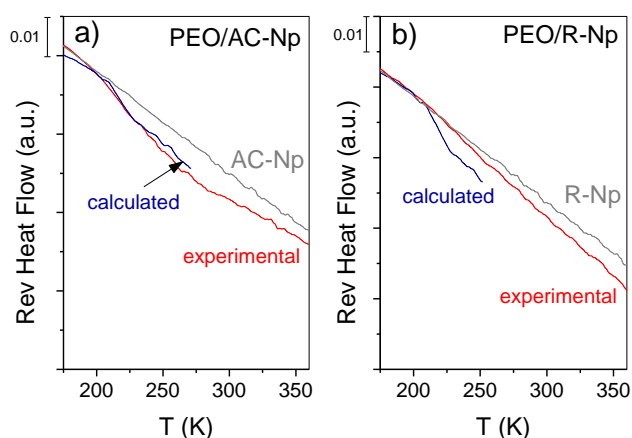 0.01
a)
PEO/AC-Np
AC-Np
calculated
experimental
Rev Heat Flow (a.u.)
200 250 300 350
T (K)
0.01
b)
PEO/R-Np
R-Np
calculated
experimental
Rev Heat Flow (a.u.)
200 250 300 350
T (K)